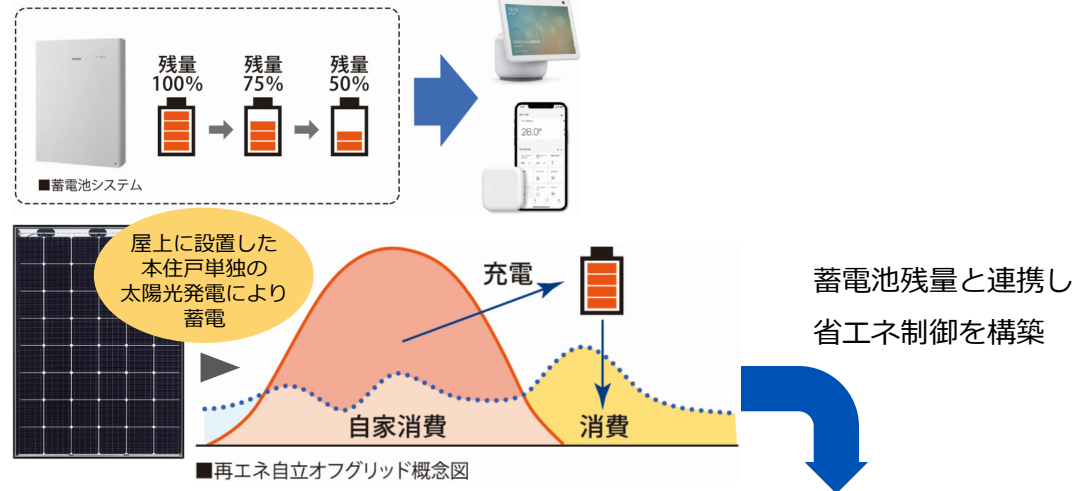 残量
100%
残量
75%
残量
50%
■蓄電池システム
28.0°
屋上に設置した
本住戸単独の
太陽光発電により
蓄電
充電
自家消費
消費
■再エネ自立オフグリッド概念図
蓄電池残量と連携し
省エネ制御を構築